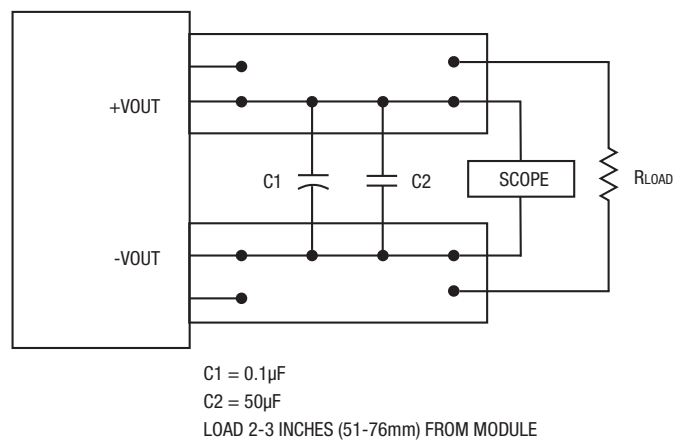 +VOUT
C1
C2
SCOPE
RLOAD
-VOUT
C1 = 0.1µF
C2 = 50µF
LOAD 2-3 INCHES (51-76mm) FROM MODULE